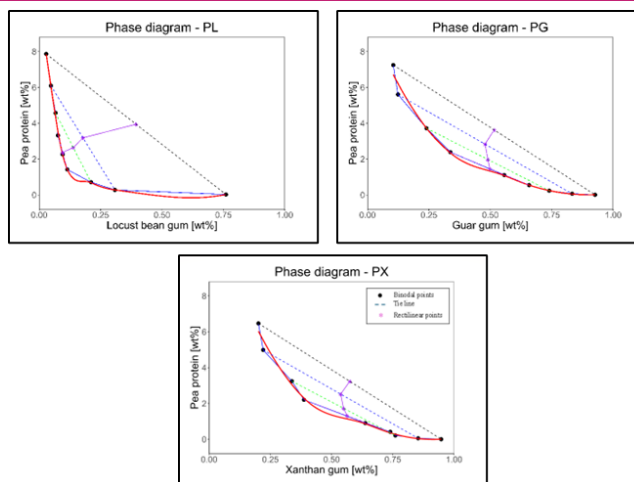 Phase diagram - PL
Pea protein [wt%]
8
6
4
2
0
0.00 0.25 0.50 0.75 1.00
Locust bean gum [wt%]
Phase diagram - PG
Pea protein [wt%]
8
6
4
2
0
0.00 0.25 0.50 0.75 1.00
Guar gum [wt%]
Phase diagram - PX
Pea protein [wt%]
8
6
4
2
0
Binodal points
Tie line
Rectilinear points
0.00 0.25 0.50 0.75 1.00
Xanthan gum [wt%]